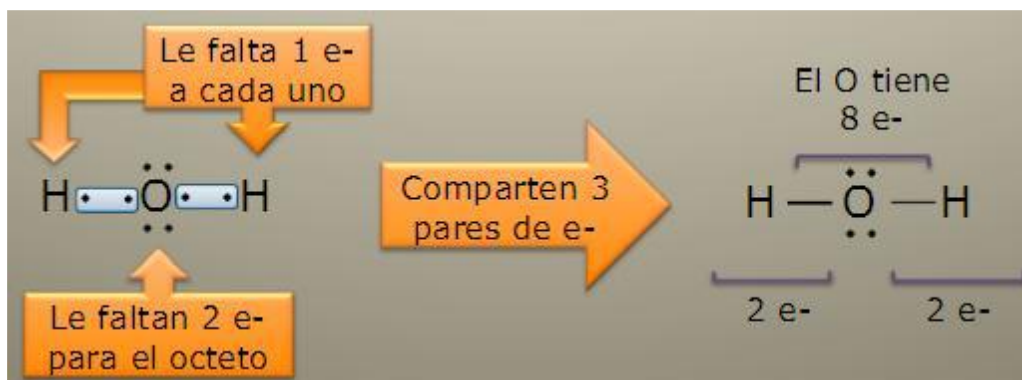 Le falta 1 e-
a cada uno
H O H
Le faltan 2 e-
para el octeto
Comparten 3
pares de e-
El O tiene
8 e-
H — O — H
2 e-
2 e-